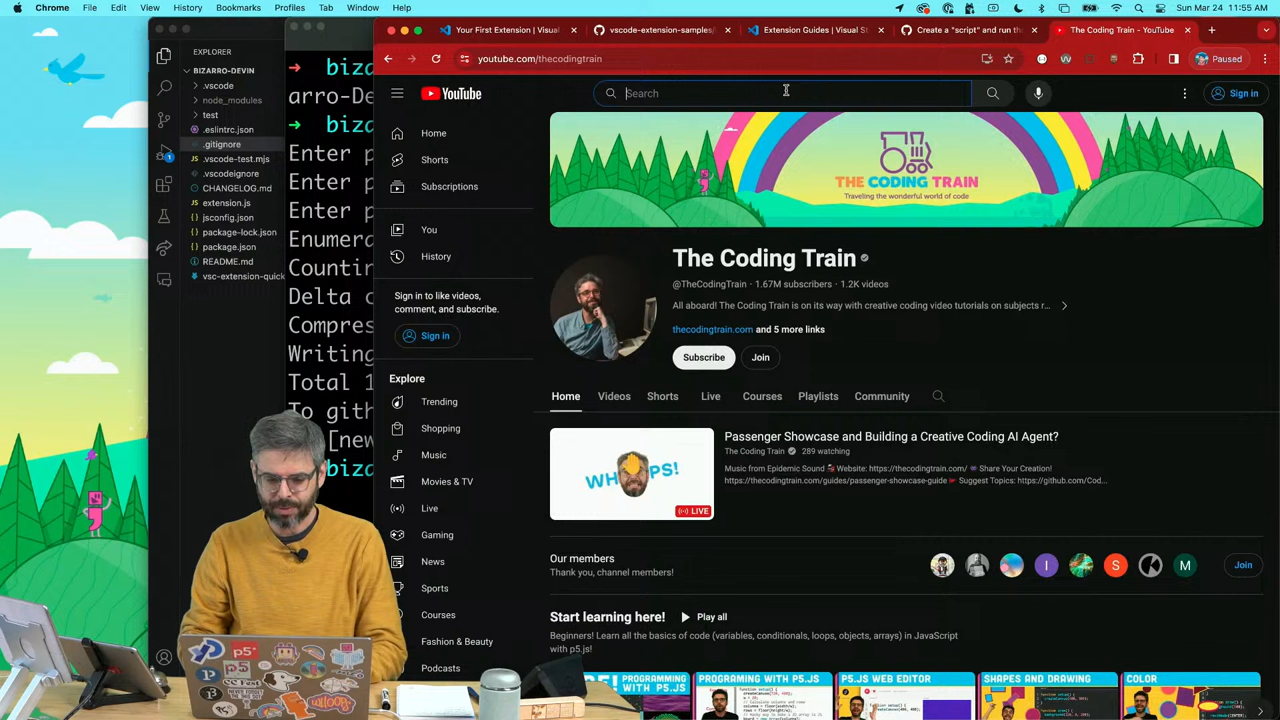 Chrome File Edit View History Bookmarks Profiles Tab Window Help
Sun Mar 24 11:55 AM
Your First Extension | Visual
vscode-extension-samples/
Extension Guides | Visual S
Create a "script" and run th
The Coding Train - YouTube
youtube.com/thecodingtrain
Paused
EXPLORER
BIZARRO-DEVIN
.vscode
node_modules
test
.eslintrc.json
.gitignore
.vscode-test.mjs
.vscodeignore
CHANGELOG.md
extension.js
jsconfig.json
package-lock.json
package.json
README.md
vsc-extension-quick
1
→ biza
arro-De
→ biza
Enter p
Enter p
Enter p
Enumera
Countin
Delta c
Compres
Writing
Total 1
To gith
[new
biza
YouTube
Search
Sign in
Home
Shorts
Subscriptions
You
History
Sign in to like videos,
comment, and subscribe.
Sign in
Explore
Trending
Shopping
Music
Movies & TV
Live
Gaming
News
Sports
Courses
Fashion & Beauty
Podcasts
THE CODING TRAIN
Traveling the wonderful world of code
The Coding Train
@TheCodingTrain · 1.67M subscribers · 1.2K videos
All aboard! The Coding Train is on its way with creative coding video tutorials on subjects r...
thecodingtrain.com and 5 more links
Subscribe Join
Home Videos Shorts Live Courses Playlists Community
WHOOPS!
LIVE
Passenger Showcase and Building a Creative Coding AI Agent?
The Coding Train 289 watching
Music from Epidemic Sound 🚂 Website: https://thecodingtrain.com/ 👾 Share Your Creation!
https://thecodingtrain.com/guides/passenger-showcase-guide 🚩 Suggest Topics: https://github.com/Cod...
Our members
Thank you, channel members!
I
S
M
Join
Start learning here! Play all
Beginners! Learn all the basics of code (variables, conditionals, loops, objects, arrays) in JavaScript
with p5.js!
PROGRAMMING
WITH P5.JS
PROGRAMING WITH P5.JS
P5.JS WEB EDITOR
SHAPES AND DRAWING
COLOR